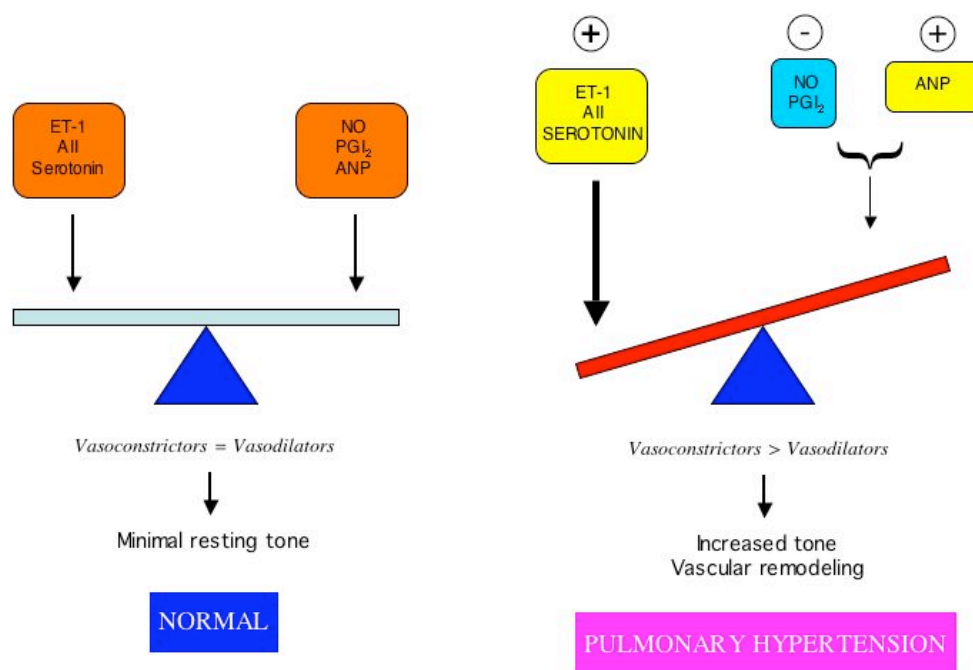 ET-1
AII
Serotonin
NO
PGI₂
ANP
Vasoconstrictors = Vasodilators
Minimal resting tone
NORMAL
+
ET-1
AII
SEROTONIN
-
NO
PGI₂
+
ANP
Vasoconstrictors > Vasodilators
Increased tone
Vascular remodeling
PULMONARY HYPERTENSION